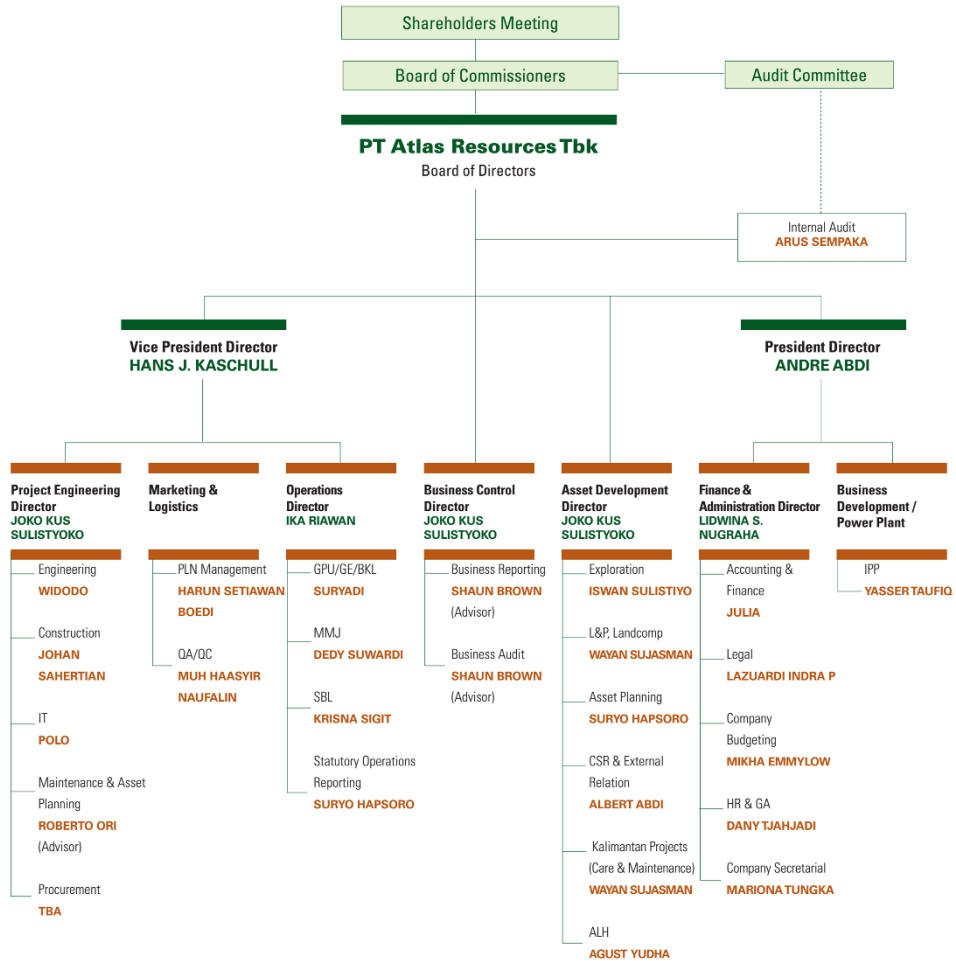 Shareholders Meeting
Board of Commissioners
Audit Committee
PT Atlas Resources Tbk
Board of Directors
Internal Audit
ARUS SEMPAKA
Vice President Director
HANS J. KASCHULL
President Director
ANDRE ABDI
Project Engineering
Director
JOKO KUS
SULISTYOKO
Engineering
WIDODO
Construction
JOHAN
SAHERTIAN
IT
POLO
Maintenance & Asset
Planning
ROBERTO ORI
(Advisor)
Procurement
TBA
Marketing &
Logistics
PLN Management
HARUN SETIAWAN
BOEDI
QA/QC
MUH HAASYIR
NAUFALIN
Operations
Director
IKA RIAWAN
GPU/GE/BKL
SURYADI
MMJ
DEDY SUWARDI
SBL
KRISNA SIGIT
Statutory Operations
Reporting
SURYO HAPSORO
Business Control
Director
JOKO KUS
SULISTYOKO
Business Reporting
SHAUN BROWN
(Advisor)
Business Audit
SHAUN BROWN
(Advisor)
Asset Development
Director
JOKO KUS
SULISTYOKO
Exploration
ISWAN SULISTIYO
L&P, Landcomp
WAYAN SUJASMAN
Asset Planning
SURYO HAPSORO
CSR & External
Relation
ALBERT ABDI
Kalimantan Projects
(Care & Maintenance)
WAYAN SUJASMAN
ALH
AGUST YUDHA
Finance &
Administration Director
LIDWINA S.
NUGRAHA
Accounting &
Finance
JULIA
Legal
LAZUARDI INDRA P
Company
Budgeting
MIKHA EMMYLOW
HR & GA
DANY TJAHJADI
Company Secretarial
MARIONA TUNGKA
Business
Development /
Power Plant
IPP
YASSER TAUFIQ